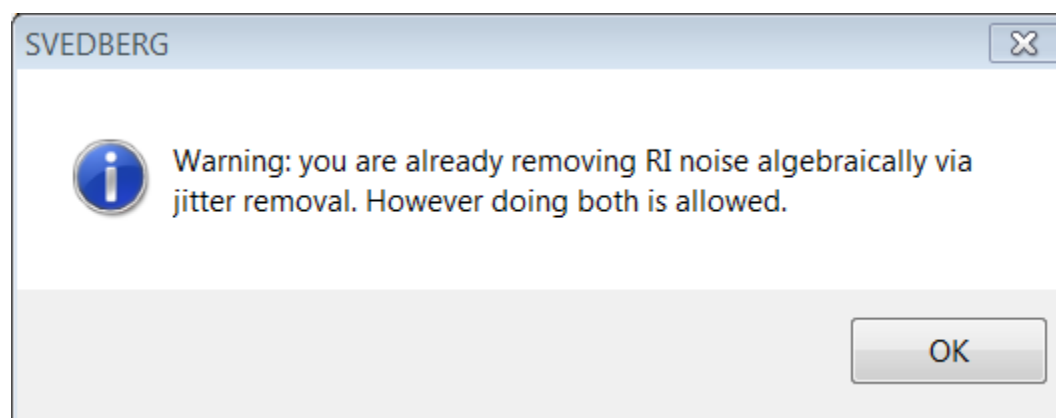 SVEDBERG
Warning: you are already removing RI noise algebraically via
jitter removal. However doing both is allowed.
OK